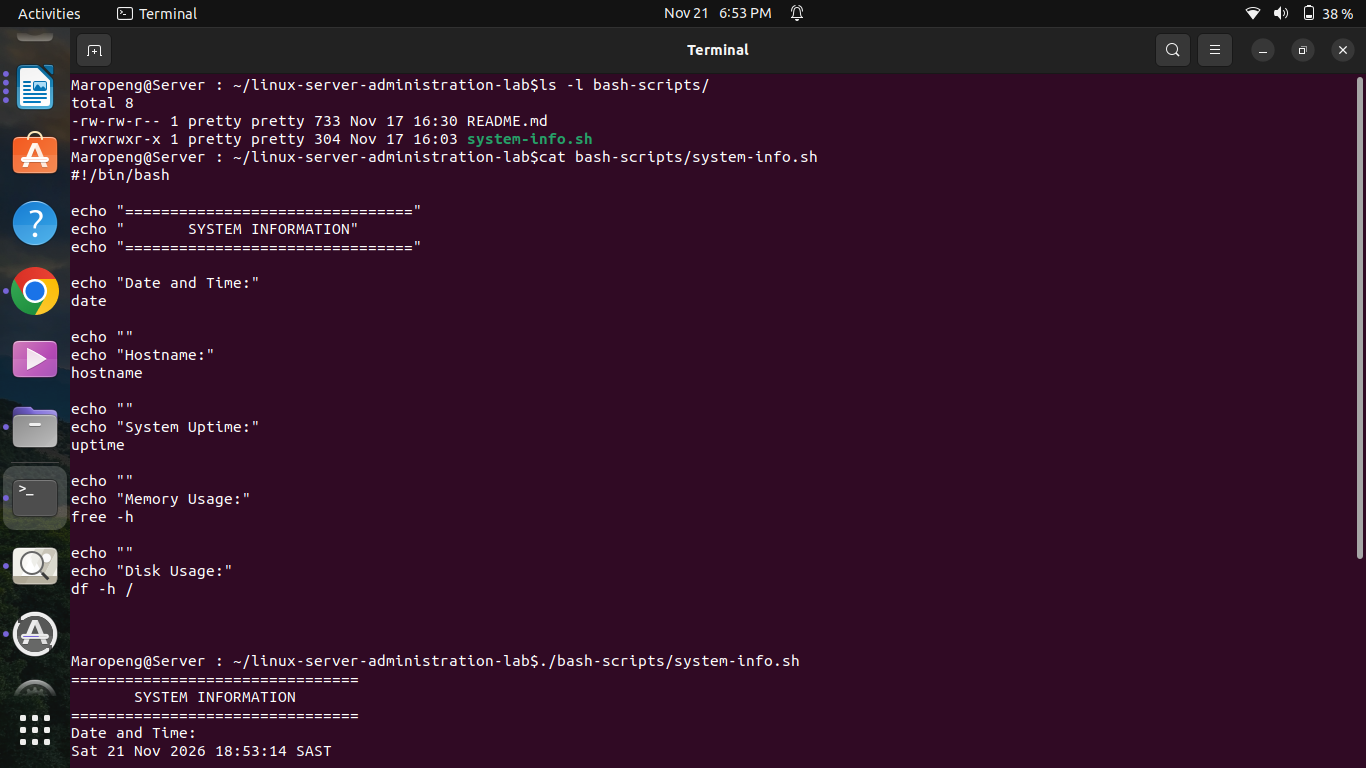 Activities
Terminal
Nov 21 6:53 PM
38 %
Terminal
Maropeng@Server : ~/linux-server-administration-lab$ls -l bash-scripts/
total 8
-rw-rw-r-- 1 pretty pretty 733 Nov 17 16:30 README.md
-rwxrwxr-x 1 pretty pretty 304 Nov 17 16:03 system-info.sh
Maropeng@Server : ~/linux-server-administration-lab$cat bash-scripts/system-info.sh
#!/bin/bash
echo "================================"
echo "       SYSTEM INFORMATION"
echo "================================"
echo "Date and Time:"
date
echo ""
echo "Hostname:"
hostname
echo ""
echo "System Uptime:"
uptime
echo ""
echo "Memory Usage:"
free -h
echo ""
echo "Disk Usage:"
df -h /
Maropeng@Server : ~/linux-server-administration-lab$./bash-scripts/system-info.sh
================================
       SYSTEM INFORMATION
================================
Date and Time:
Sat 21 Nov 2026 18:53:14 SAST